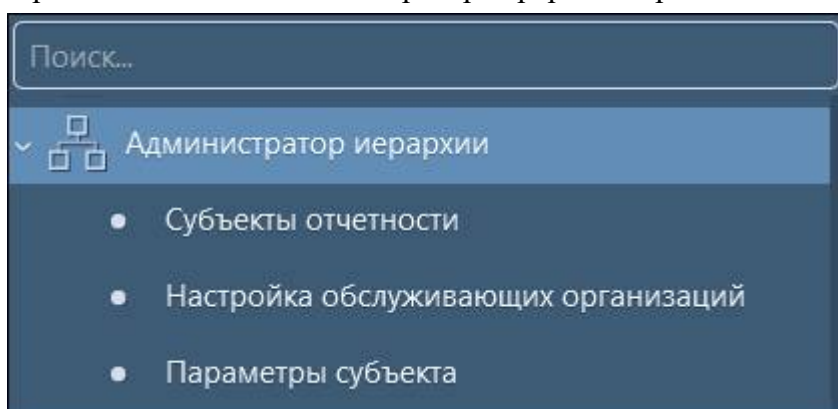 Поиск...
Администратор иерархии
Субъекты отчетности
Настройка обслуживающих организаций
Параметры субъекта